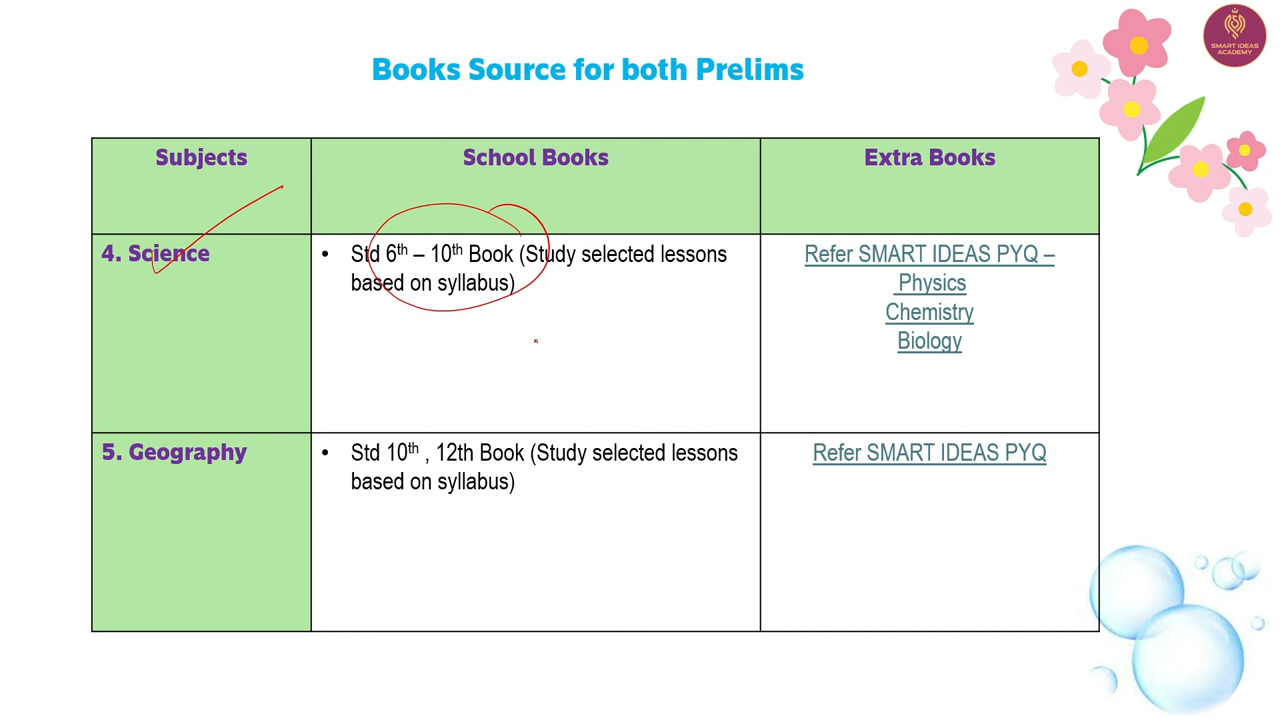 SMART IDEAS
ACADEMY
Books Source for both Prelims
Subjects
School Books
Extra Books
4. Science
• Std 6th – 10th Book (Study selected lessons
based on syllabus)
Refer SMART IDEAS PYQ –
Physics
Chemistry
Biology
5. Geography
• Std 10th , 12th Book (Study selected lessons
based on syllabus)
Refer SMART IDEAS PYQ